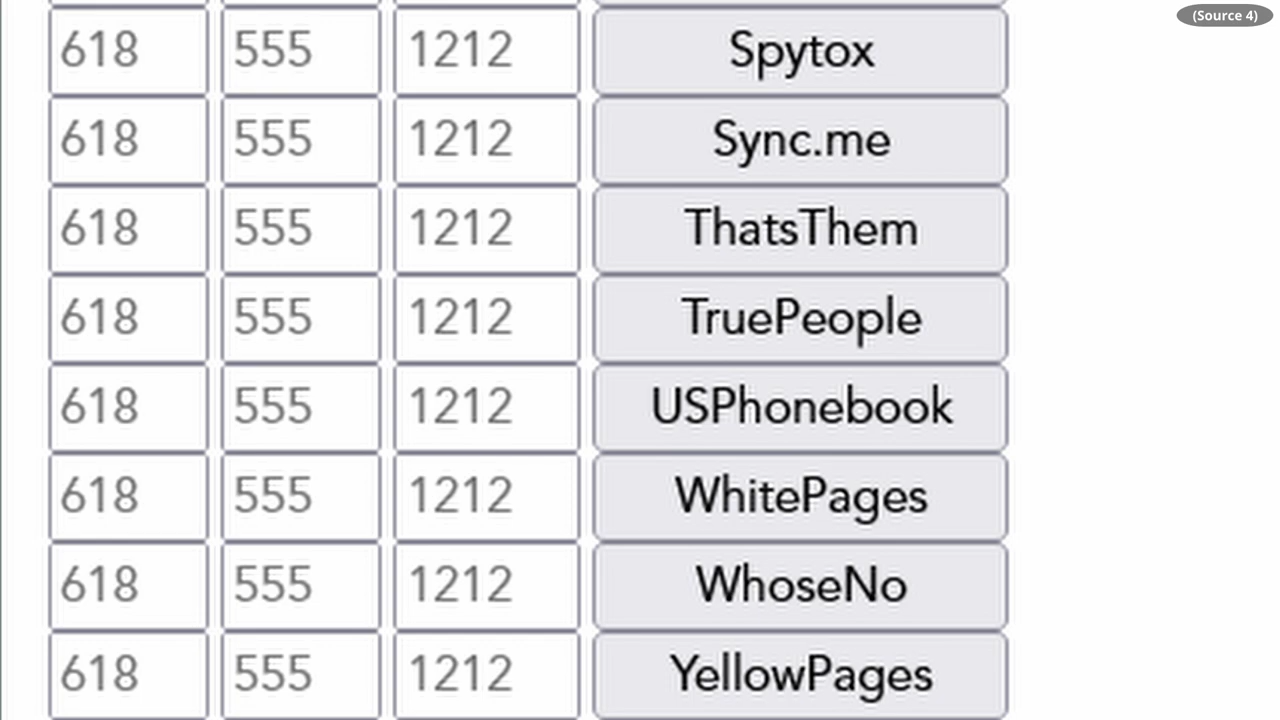 (Source 4)
618 555 1212 Spytox
618 555 1212 Sync.me
618 555 1212 ThatsThem
618 555 1212 TruePeople
618 555 1212 USPhonebook
618 555 1212 WhitePages
618 555 1212 WhoseNo
618 555 1212 YellowPages